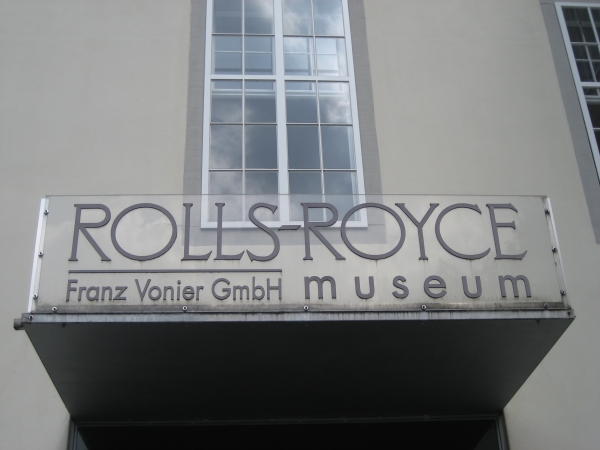 ROLLS-ROYCE
Franz Vonier GmbH museum